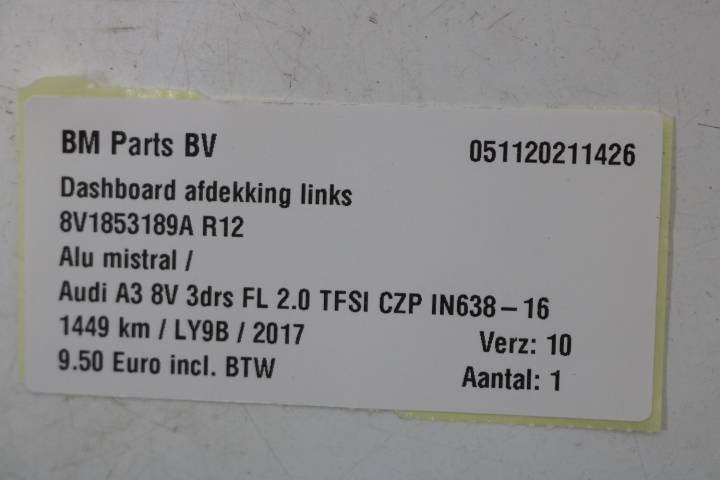 BM Parts BV 051120211426
Dashboard afdekking links
8V1853189A R12
Alu mistral /
Audi A3 8V 3drs FL 2.0 TFSI CZP IN638-16
1449 km / LY9B / 2017 Verz: 10
9.50 Euro incl. BTW Aantal: 1